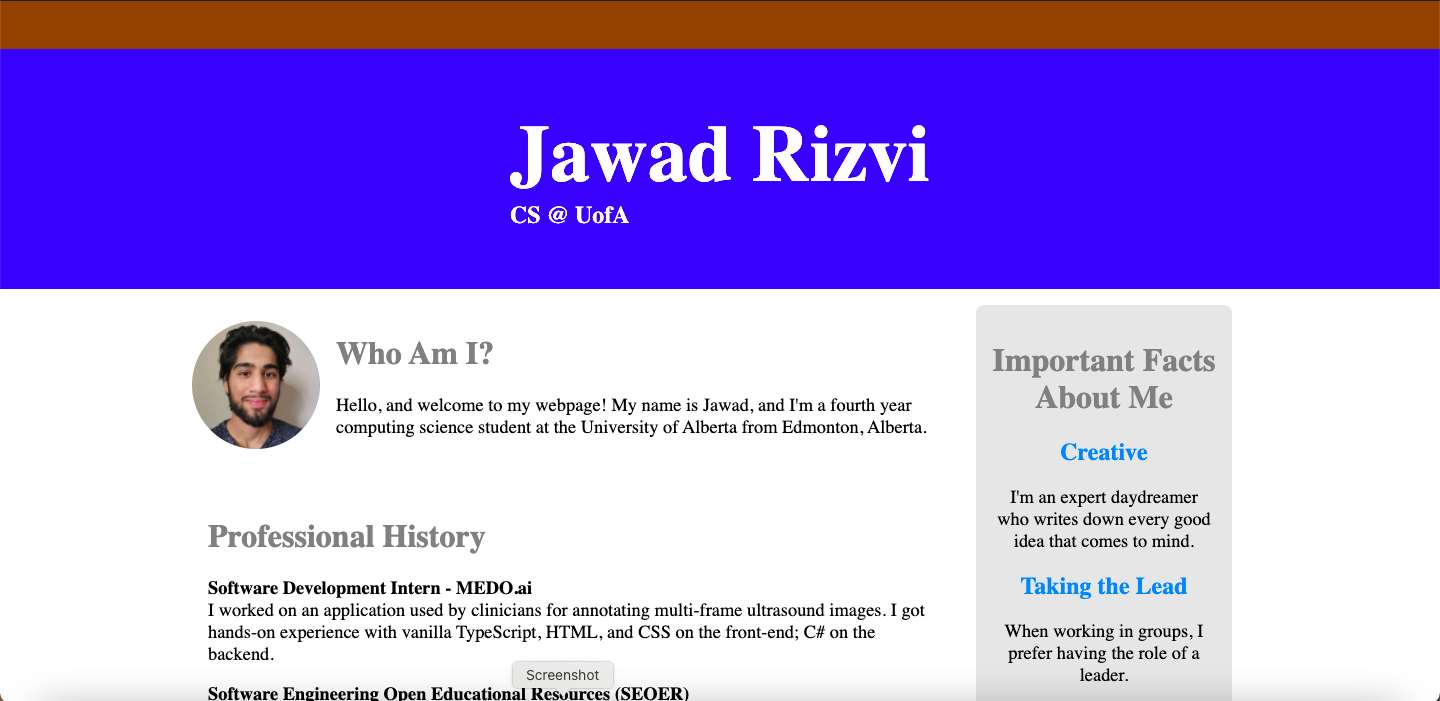 Jawad Rizvi
CS @ UofA
Who Am I?
Hello, and welcome to my webpage! My name is Jawad, and I'm a fourth year
computing science student at the University of Alberta from Edmonton, Alberta.
Professional History
Software Development Intern - MEDO.ai
I worked on an application used by clinicians for annotating multi-frame ultrasound images. I got
hands-on experience with vanilla TypeScript, HTML, and CSS on the front-end; C# on the
backend.
Software Engineering Open Educational Resources (SEOER)
Screenshot
Important Facts
About Me
Creative
I'm an expert daydreamer
who writes down every good
idea that comes to mind.
Taking the Lead
When working in groups, I
prefer having the role of a
leader.